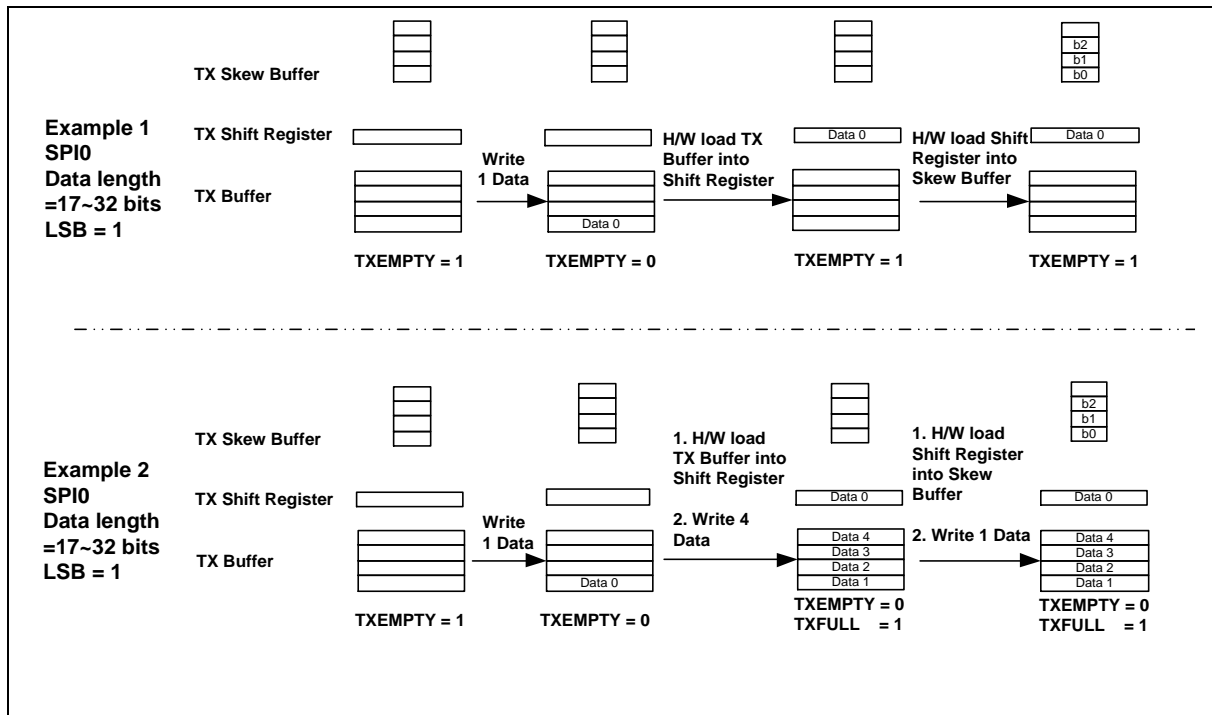 b2
b1
b0
TX Skew Buffer
Example 1
SPI0
Data length
=17~32 bits
LSB = 1
TX Shift Register
Data 0
Data 0
Write
1 Data
H/W load TX
Buffer into
Shift Register
H/W load Shift
Register into
Skew Buffer
TX Buffer
Data 0
TXEMPTY = 1
TXEMPTY = 0
TXEMPTY = 1
TXEMPTY = 1
b2
b1
b0
TX Skew Buffer
Example 2
SPI0
Data length
=17~32 bits
LSB = 1
1. H/W load
TX Buffer into
Shift Register
1. H/W load
Shift Register
into Skew
Buffer
TX Shift Register
Data 0
Data 0
Write
1 Data
2. Write 4
Data
2. Write 1 Data
TX Buffer
Data 0
Data 4
Data 3
Data 2
Data 1
Data 4
Data 3
Data 2
Data 1
TXEMPTY = 1
TXEMPTY = 0
TXEMPTY = 0
TXFULL = 1
TXEMPTY = 0
TXFULL = 1